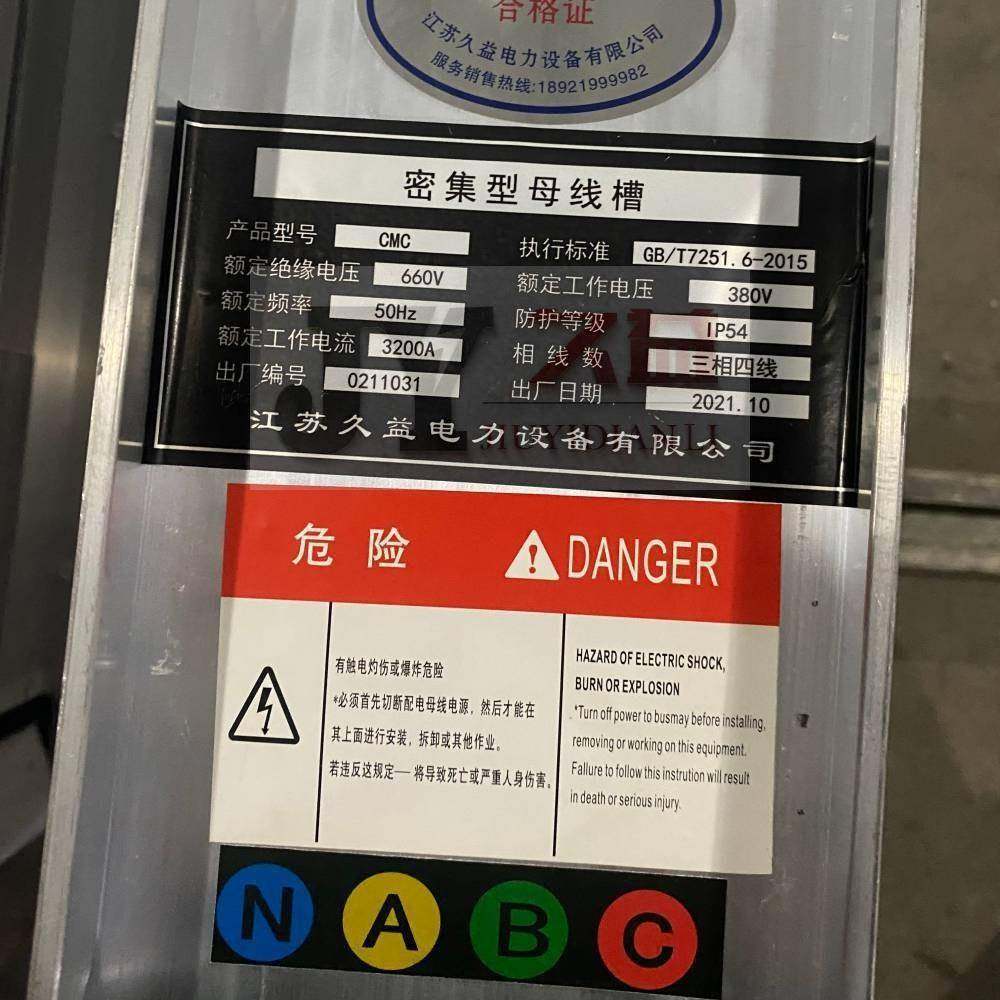 合格证
江苏久益电力设备有限公司
服务销售热线:18921999982
密集型母线槽
产品型号 CMC 执行标准 GB/T7251.6-2015
额定绝缘电压 660V 额定工作电压 380V
额定频率 50Hz 防护等级 IP54
额定工作电流 3200A 相线数 三相四线
出厂编号 0211031 出厂日期 2021.10
江苏久益电力设备有限公司
JY 久益
JIUYIDIANLI
危险 DANGER
有触电灼伤或爆炸危险
*必须首先切断配电母线电源，然后才能在
其上面进行安装，拆卸或其他作业。
若违反这规定一将导致死亡或严重人身伤害。
HAZARD OF ELECTRIC SHOCK,
BURN OR EXPLOSION
*Turn off power to busmay before installing,
removing or working on this equipment.
Fallure to follow this instrution will result
in death or serious injury.
N A B C